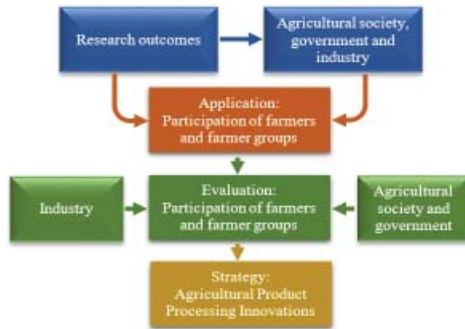 Research outcomes
Agricultural society,
government and
industry
Application:
Participation of farmers
and farmer groups
Industry
Evaluation:
Participation of farmers
and farmer groups
Agricultural
society and
government
Strategy:
Agricultural Product
Processing Innovations